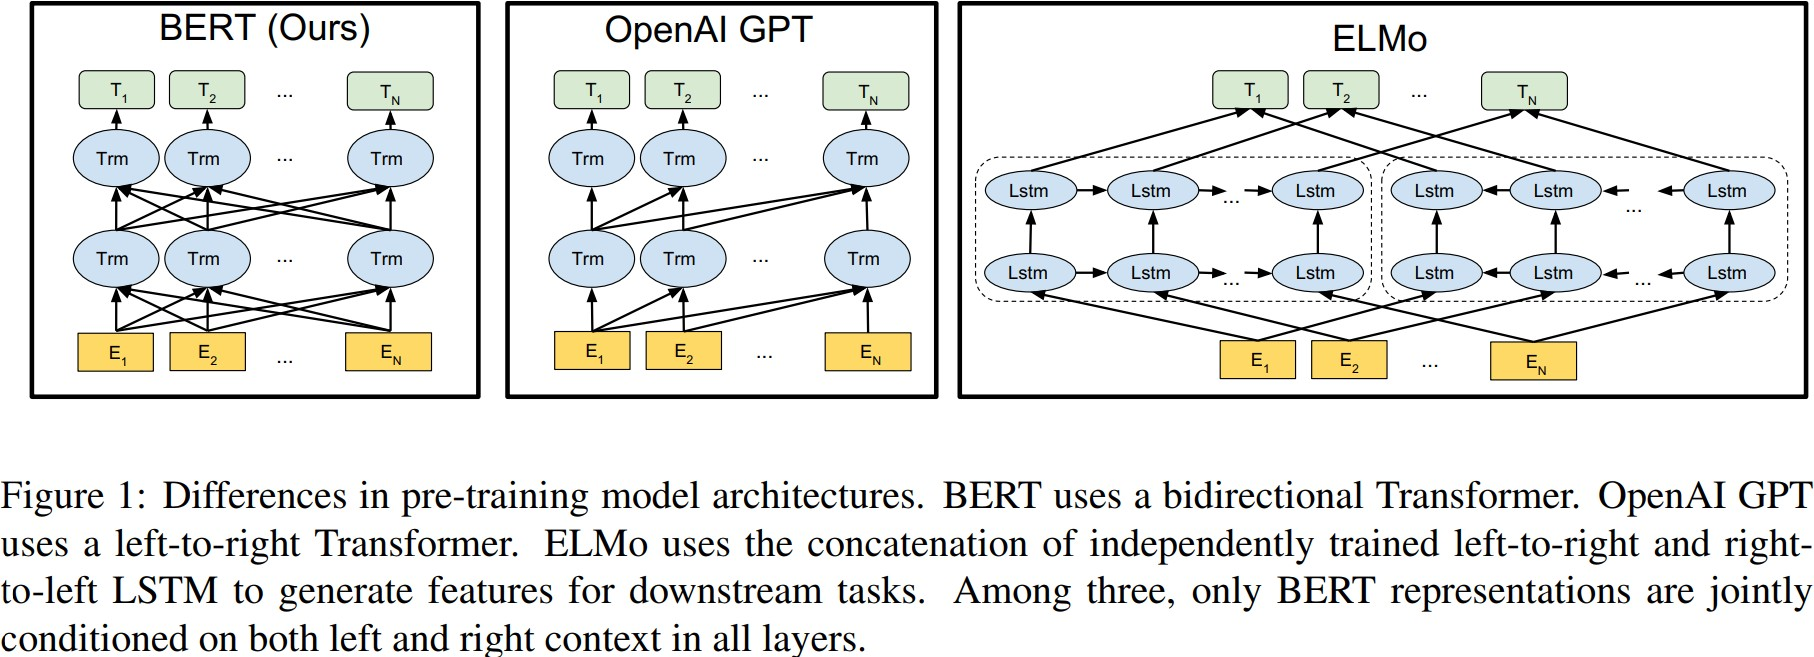 BERT (Ours)
T1 T2 ... TN
Trm Trm ... Trm
Trm Trm ... Trm
E1 E2 ... EN
OpenAI GPT
T1 T2 ... TN
Trm Trm ... Trm
Trm Trm ... Trm
E1 E2 ... EN
ELMo
T1 T2 ... TN
Lstm Lstm ... Lstm Lstm Lstm ... Lstm
Lstm Lstm ... Lstm Lstm Lstm ... Lstm
E1 E2 ... EN
Figure 1: Differences in pre-training model architectures. BERT uses a bidirectional Transformer. OpenAI GPT
uses a left-to-right Transformer. ELMo uses the concatenation of independently trained left-to-right and right-
to-left LSTM to generate features for downstream tasks. Among three, only BERT representations are jointly
conditioned on both left and right context in all layers.